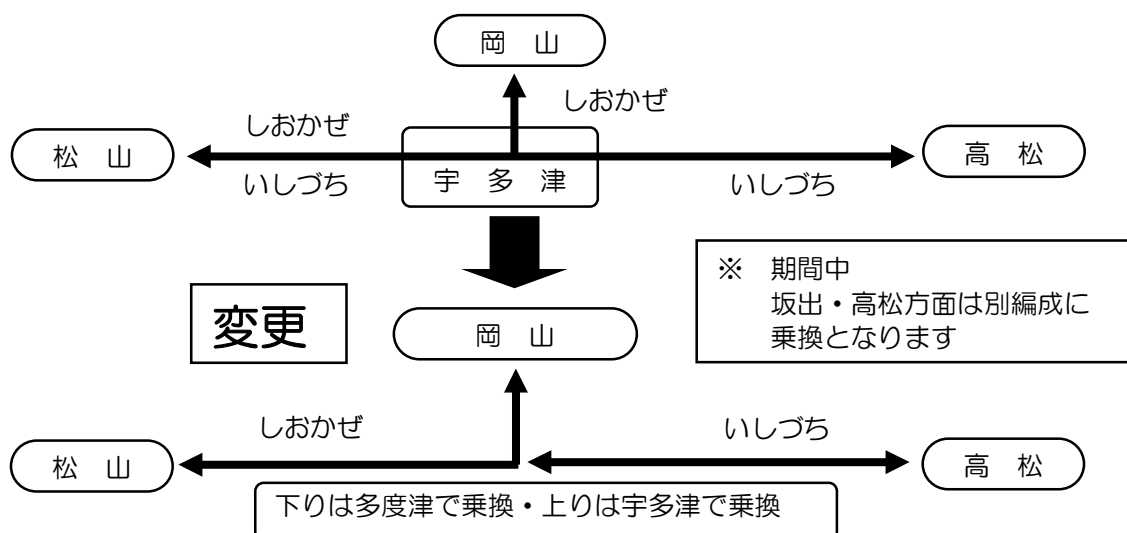 岡 山
しおかぜ
しおかぜ
松 山
高 松
いしづち
宇 多 津
いしづち
※ 期間中
坂出・高松方面は別編成に
乗換となります
変更
岡 山
しおかぜ
いしづち
松 山
高 松
下りは多度津で乗換・上りは宇多津で乗換